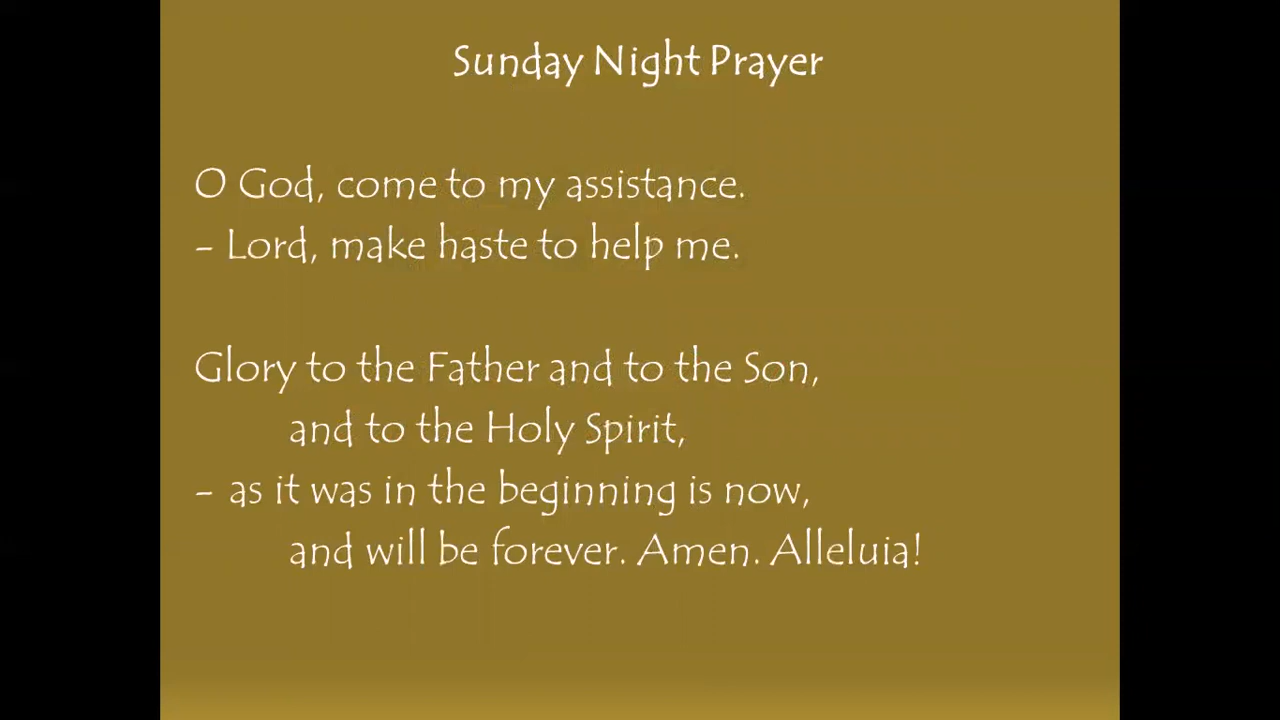 Sunday Night Prayer
O God, come to my assistance.
- Lord, make haste to help me.
Glory to the Father and to the Son,
and to the Holy Spirit,
- as it was in the beginning is now,
and will be forever. Amen. Alleluia!